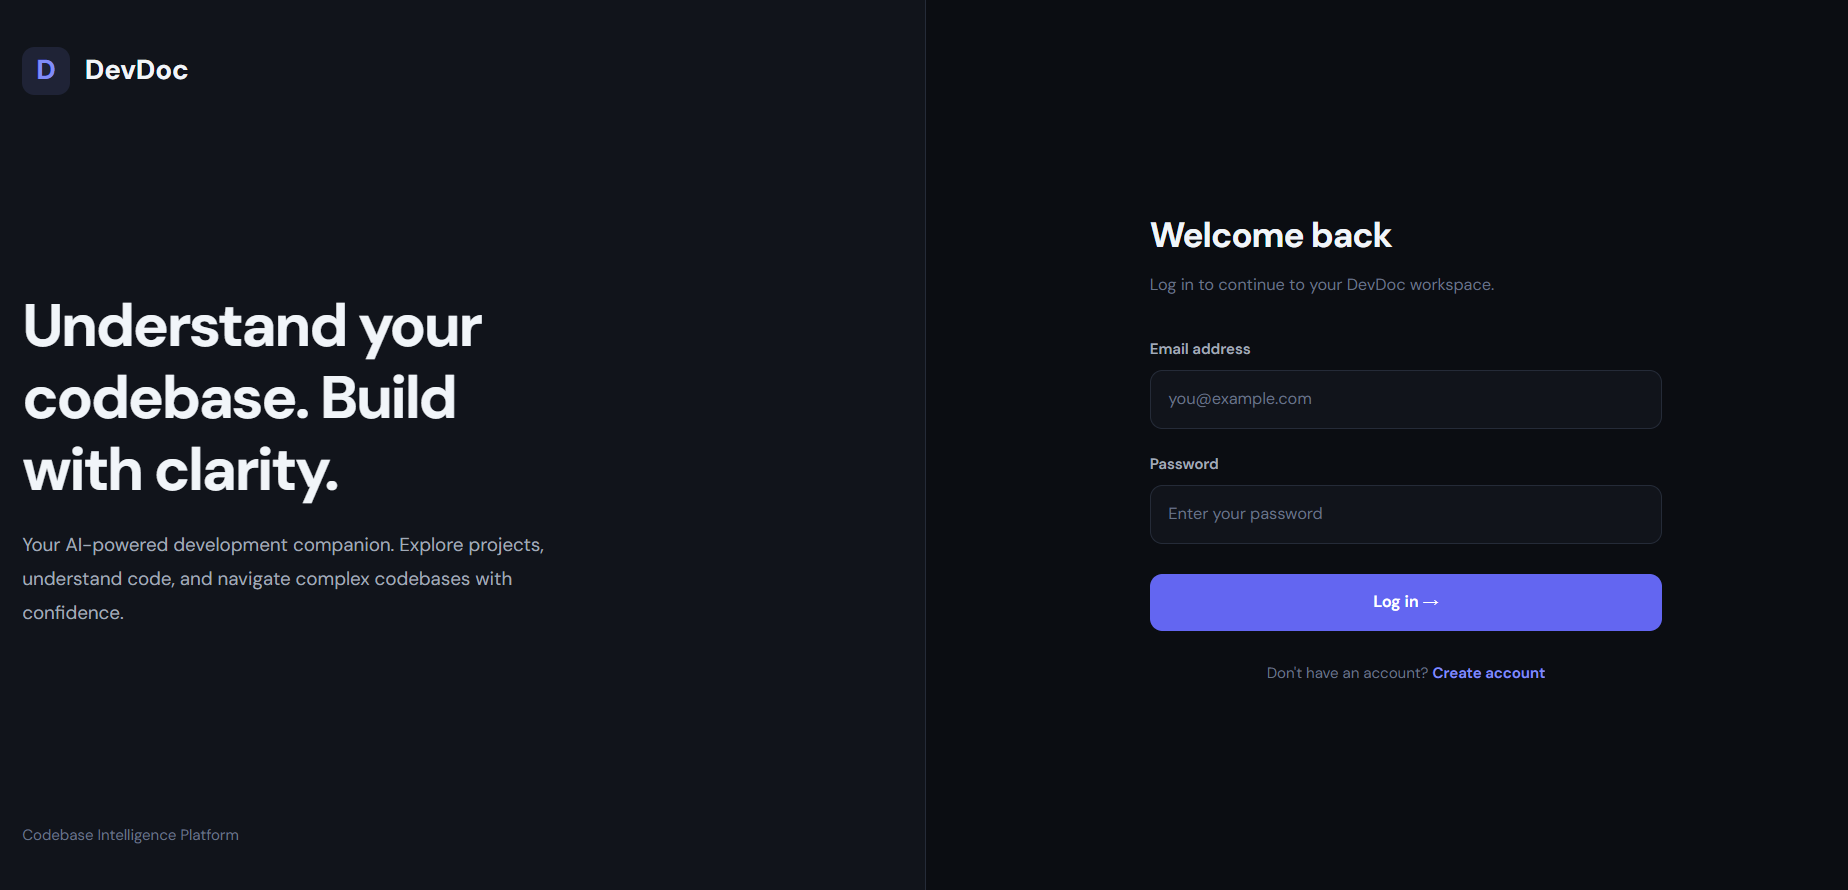 D DevDoc
Understand your
codebase. Build
with clarity.
Your AI-powered development companion. Explore projects,
understand code, and navigate complex codebases with
confidence.
Codebase Intelligence Platform
Welcome back
Log in to continue to your DevDoc workspace.
Email address
you@example.com
Password
Enter your password
Log in →
Don't have an account? Create account